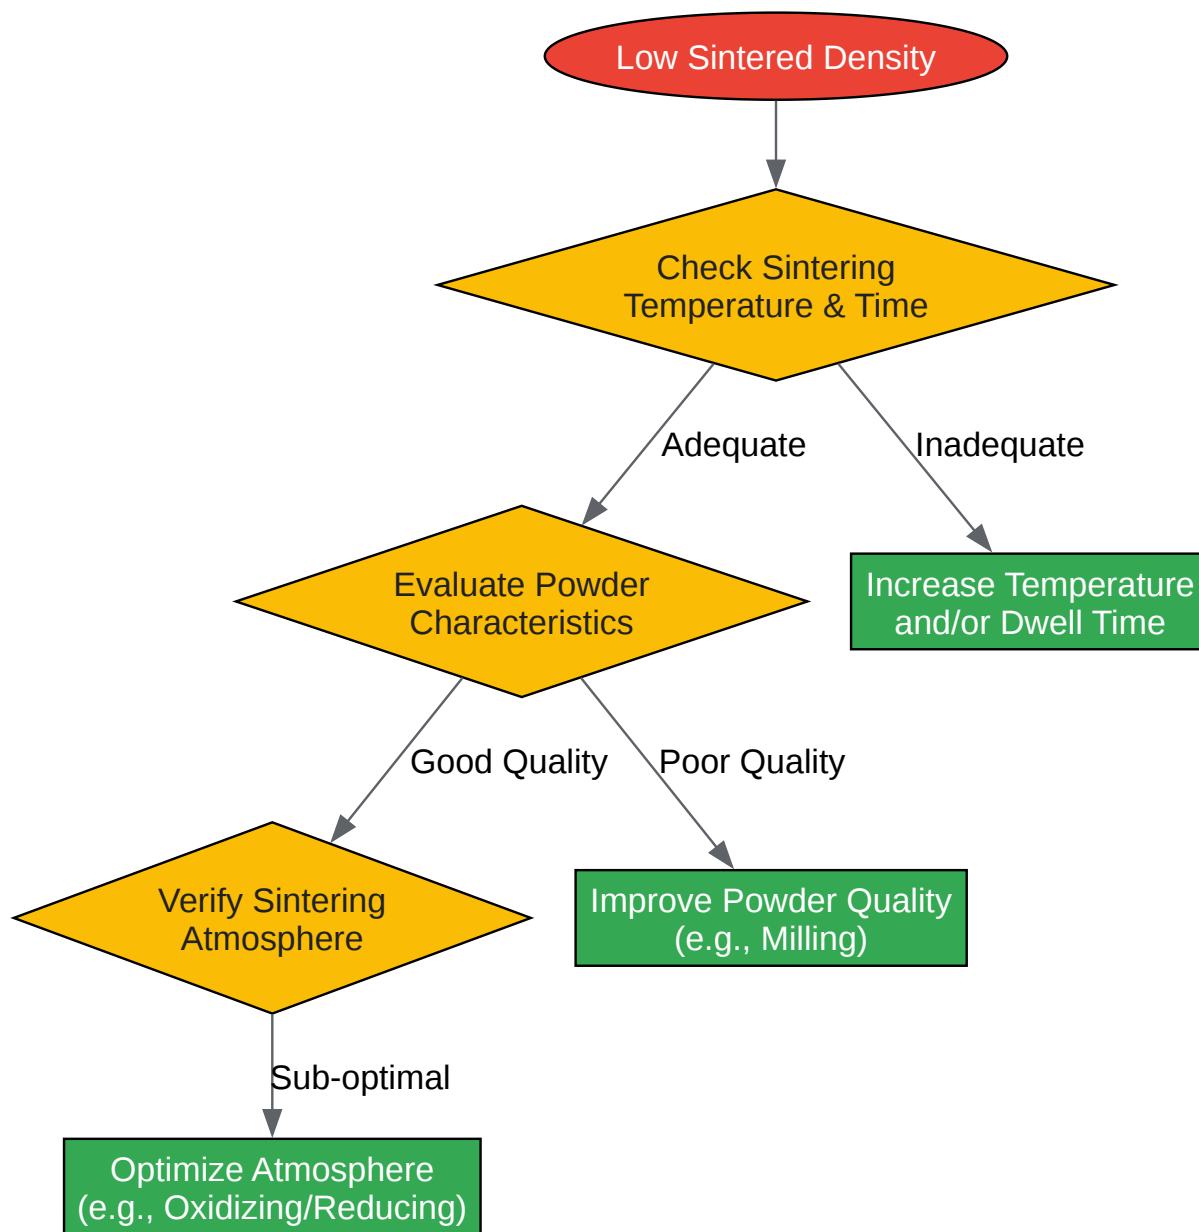 Low Sintered Density
Check Sintering
Temperature & Time
Adequate
Inadequate
Evaluate Powder
Characteristics
Increase Temperature
and/or Dwell Time
Good Quality
Poor Quality
Verify Sintering
Atmosphere
Improve Powder Quality
(e.g., Milling)
Sub-optimal
Optimize Atmosphere
(e.g., Oxidizing/Reducing)